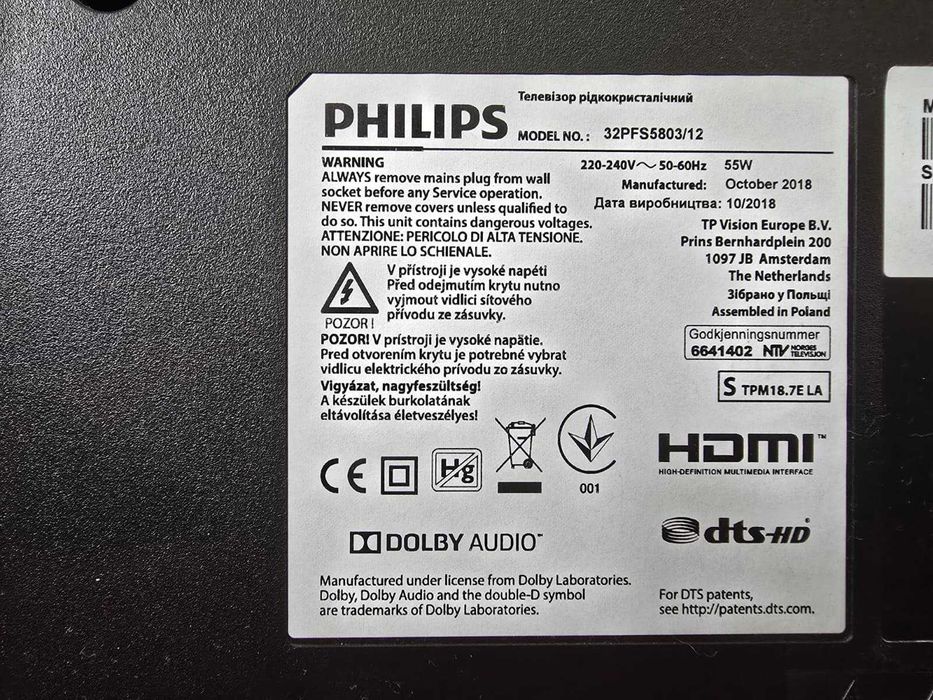 Телевізор рідкокристалічний
PHILIPS MODEL NO. : 32PFS5803/12
WARNING
ALWAYS remove mains plug from wall
socket before any Service operation.
NEVER remove covers unless qualified to
do so. This unit contains dangerous voltages.
ATTENZIONE: PERICOLO DI ALTA TENSIONE.
NON APRIRE LO SCHIENALE.
V přístroji je vysoké napětí
Před odejmutím krytu nutno
vyjmout vidlici síťového
přívodu ze zásuvky.
POZOR !
POZOR! V prístroji je vysoké napätie.
Pred otvorením krytu je potrebné vybrat
vidlicu elektrického prívodu zo zásuvky.
Vigyázat, nagyfeszültség!
A készülek burkolatának
eltávolítása életveszélyes!
220-240V～ 50-60Hz 55W
Manufactured: October 2018
Дата виробництва: 10/2018
TP Vision Europe B.V.
Prins Bernhardplein 200
1097 JB Amsterdam
The Netherlands
Зібрано у Польщі
Assembled in Poland
Godkjenningsnummer
6641402 NTV NORGES
TELEVISJON
S TPM18.7E LA
CE
Hg
001
HDMI™
HIGH-DEFINITION MULTIMEDIA INTERFACE
DOLBY AUDIO™
dts-HD®
Manufactured under license from Dolby Laboratories.
Dolby, Dolby Audio and the double-D symbol
are trademarks of Dolby Laboratories.
For DTS patents,
see http://patents.dts.com.
M
S